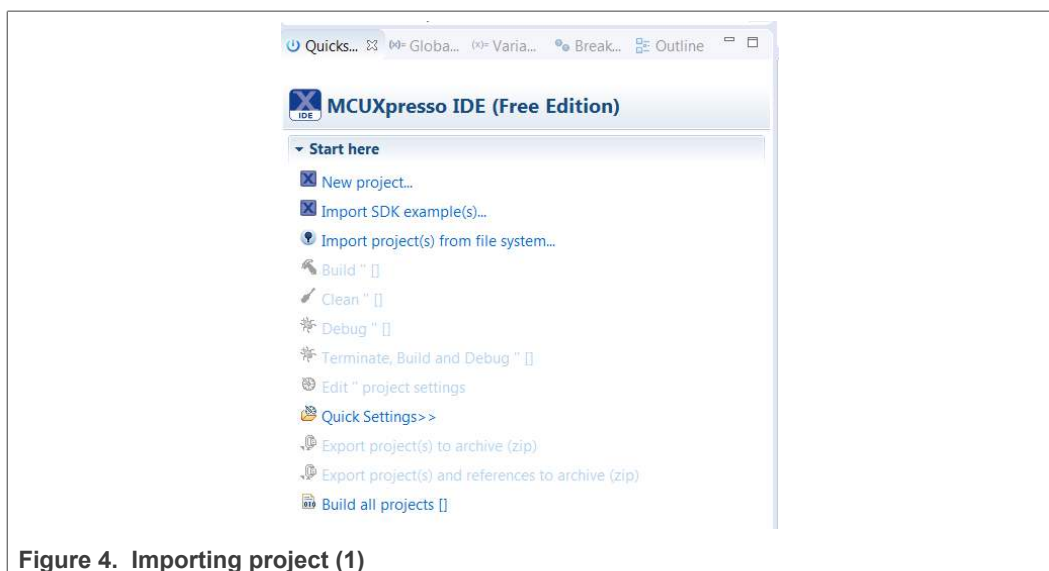 Quicks... Globa... (x)= Varia... Break... Outline
IDE
MCUXpresso IDE (Free Edition)
Start here
New project...
Import SDK example(s)...
Import project(s) from file system...
Build '' []
Clean '' []
Debug '' []
Terminate, Build and Debug '' []
Edit '' project settings
Quick Settings>>
Export project(s) to archive (zip)
Export project(s) and references to archive (zip)
Build all projects []
Figure 4. Importing project (1)